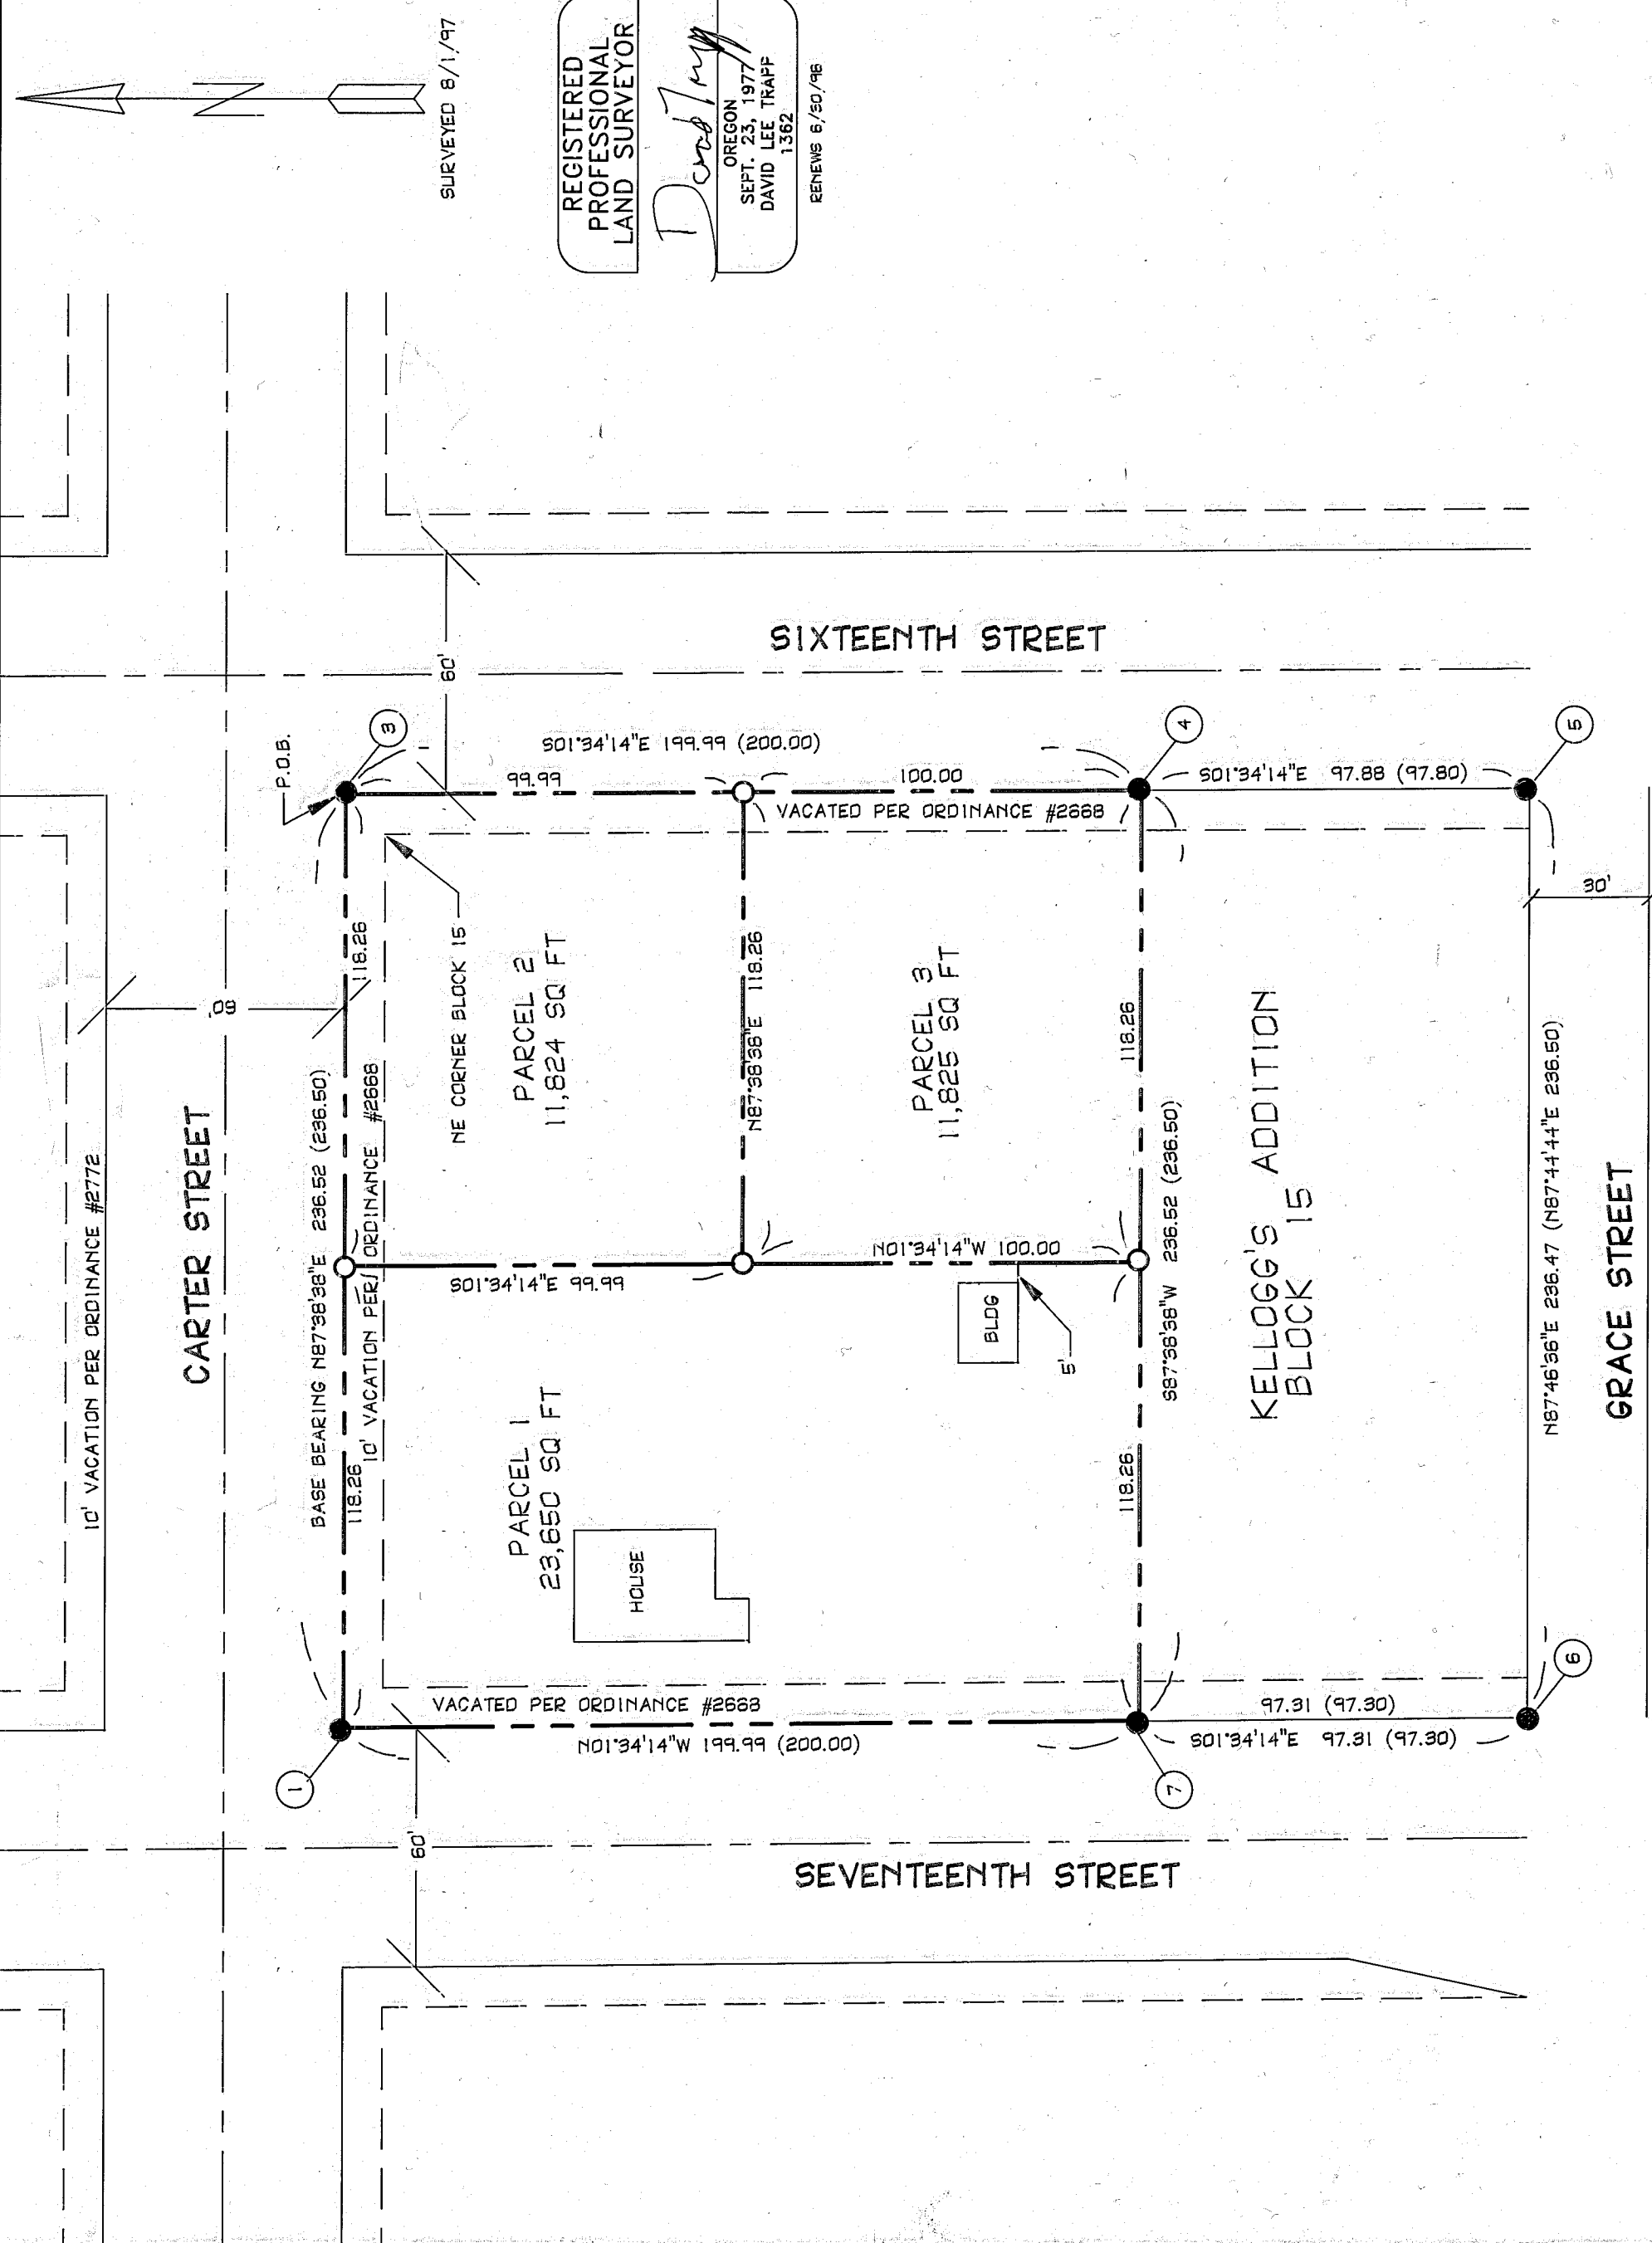 SURVEYED 8/1/97
REGISTERED
PROFESSIONAL
LAND SURVEYOR
OREGON
SEPT. 23, 1977
DAVID LEE TRAPP
1362
RENEWS 6/30/98
10' VACATION PER ORDINANCE #2772
CARTER STREET
60'
P.O.B.
3
BASE BEARING N87°38'38"E 236.52 (236.50)
118.26
118.26
10' VACATION PER ORDINANCE #2668
NE CORNER BLOCK 15
60'
SIXTEENTH STREET
S01°34'14"E 199.99 (200.00)
99.99
100.00
VACATED PER ORDINANCE #2668
4
S01°34'14"E 97.88 (97.80)
5
30'
PARCEL 2
11,824 SQ FT
N87°38'38"E 118.26
PARCEL 3
11,825 SQ FT
S01°34'14"E 99.99
N01°34'14"W 100.00
BLDG
5'
PARCEL 1
23,650 SQ FT
HOUSE
118.26
118.26
S87°38'38"W 236.52 (236.50)
KELLOGG'S ADDITION
BLOCK 15
N87°46'36"E 236.47 (N87°44'44"E 236.50)
GRACE STREET
VACATED PER ORDINANCE #2668
N01°34'14"W 199.99 (200.00)
97.31 (97.30)
S01°34'14"E 97.31 (97.30)
1
7
6
60'
SEVENTEENTH STREET